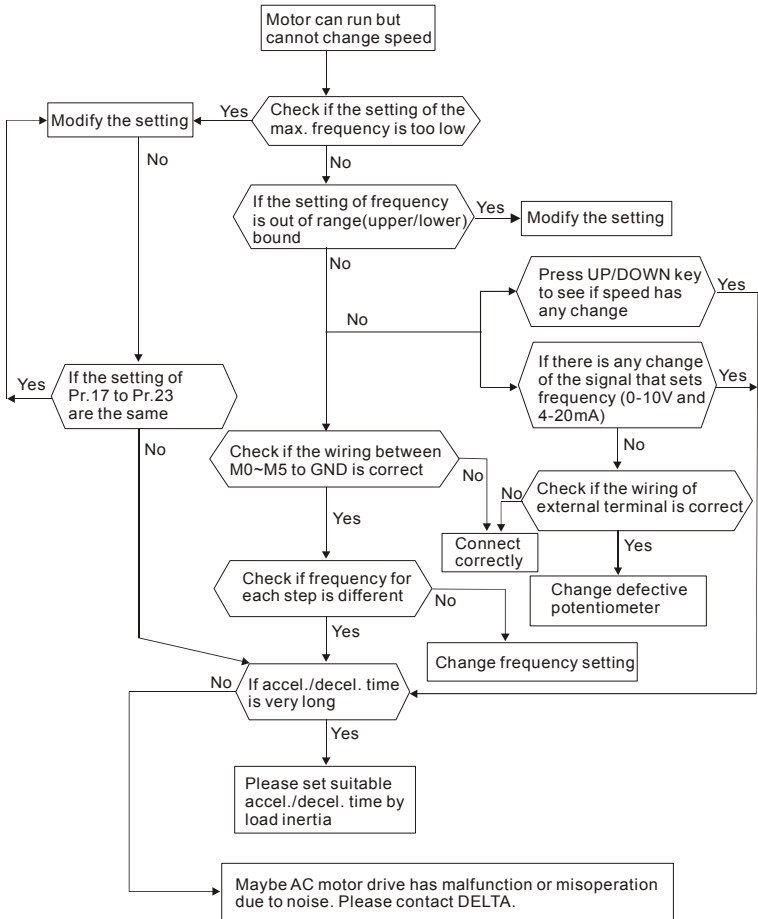 Motor can run but
cannot change speed
Yes
Check if the setting of the
max. frequency is too low
Modify the setting
No
No
If the setting of frequency
is out of range(upper/lower)
bound
Yes
Modify the setting
No
No
Press UP/DOWN key
to see if speed has
any change
Yes
If there is any change
of the signal that sets
frequency (0-10V and
4-20mA)
Yes
No
Yes
If the setting of
Pr.17 to Pr.23
are the same
No
Check if the wiring between
M0~M5 to GND is correct
No
Yes
No
Check if the wiring of
external terminal is correct
Yes
Connect
correctly
Change defective
potentiometer
Check if frequency for
each step is different
No
Yes
Change frequency setting
No
If accel./decel. time
is very long
Yes
Please set suitable
accel./decel. time by
load inertia
Maybe AC motor drive has malfunction or misoperation
due to noise. Please contact DELTA.